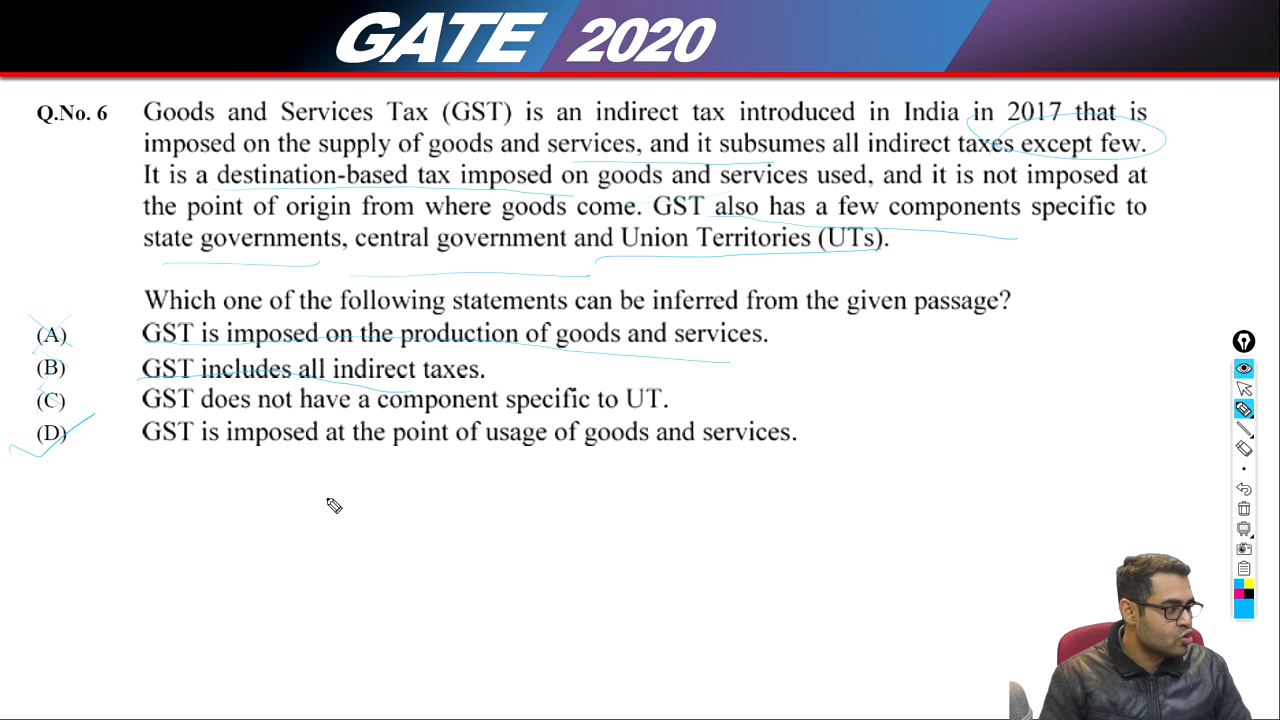 GATE 2020
Q.No. 6 Goods and Services Tax (GST) is an indirect tax introduced in India in 2017 that is
imposed on the supply of goods and services, and it subsumes all indirect taxes except few.
It is a destination-based tax imposed on goods and services used, and it is not imposed at
the point of origin from where goods come. GST also has a few components specific to
state governments, central government and Union Territories (UTs).
Which one of the following statements can be inferred from the given passage?
(A) GST is imposed on the production of goods and services.
(B) GST includes all indirect taxes.
(C) GST does not have a component specific to UT.
(D) GST is imposed at the point of usage of goods and services.